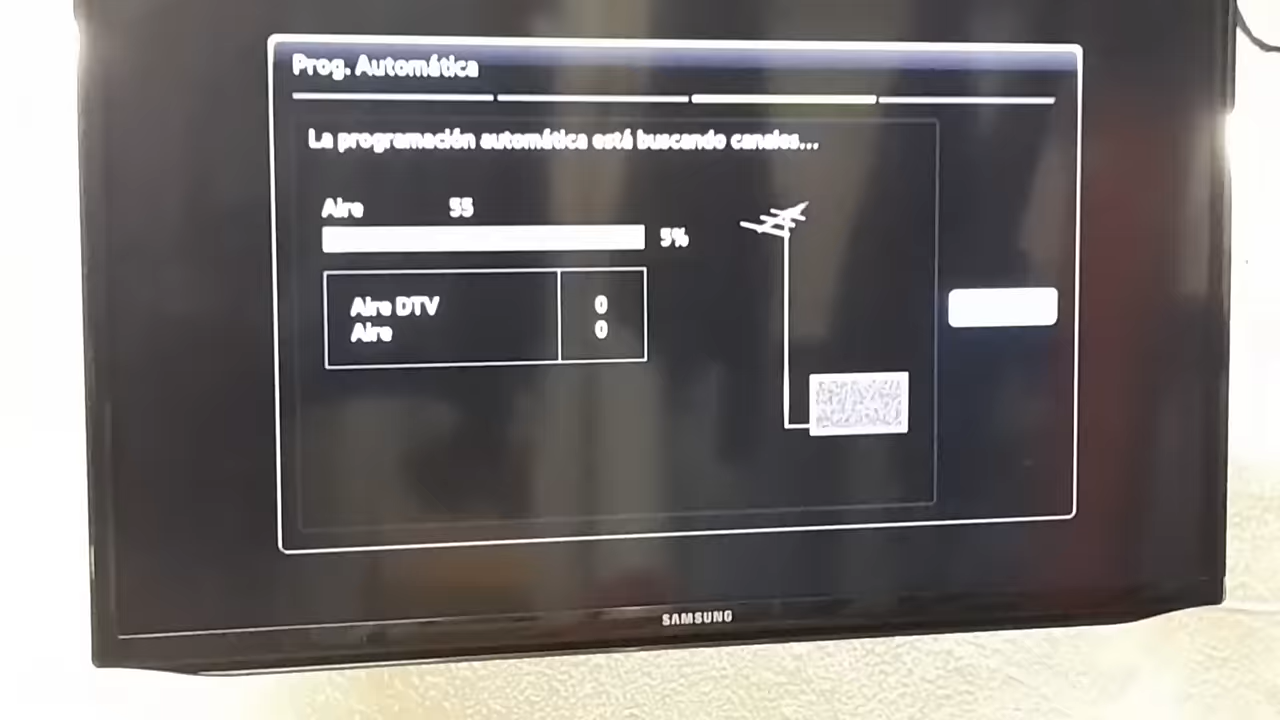 Prog. Automática
La programación automática está buscando canales...
Aire 55
5%
Aire DTV 0
Aire 0
SAMSUNG